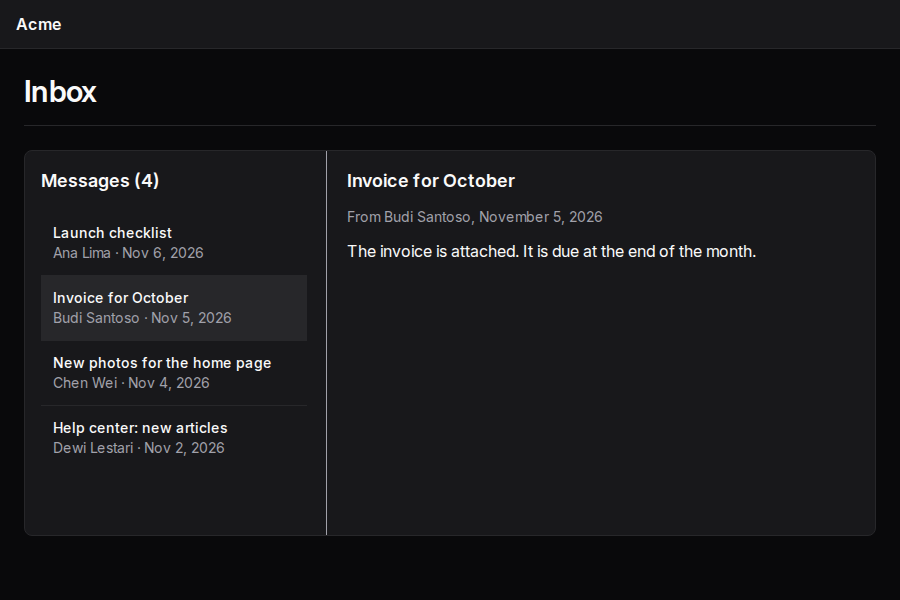 Acme
Inbox
Messages (4)
Launch checklist
Ana Lima · Nov 6, 2026
Invoice for October
Budi Santoso · Nov 5, 2026
New photos for the home page
Chen Wei · Nov 4, 2026
Help center: new articles
Dewi Lestari · Nov 2, 2026
Invoice for October
From Budi Santoso, November 5, 2026
The invoice is attached. It is due at the end of the month.